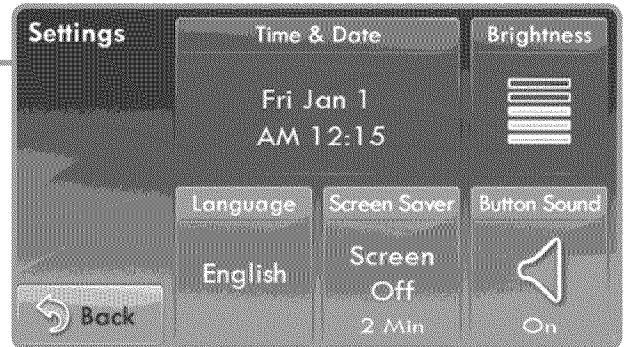 Settings
Time & Date
Brightness
Fri Jan 1
AM 12:15
Language
Screen Saver
Button Sound
English
Screen
Off
2 Min
On
Back